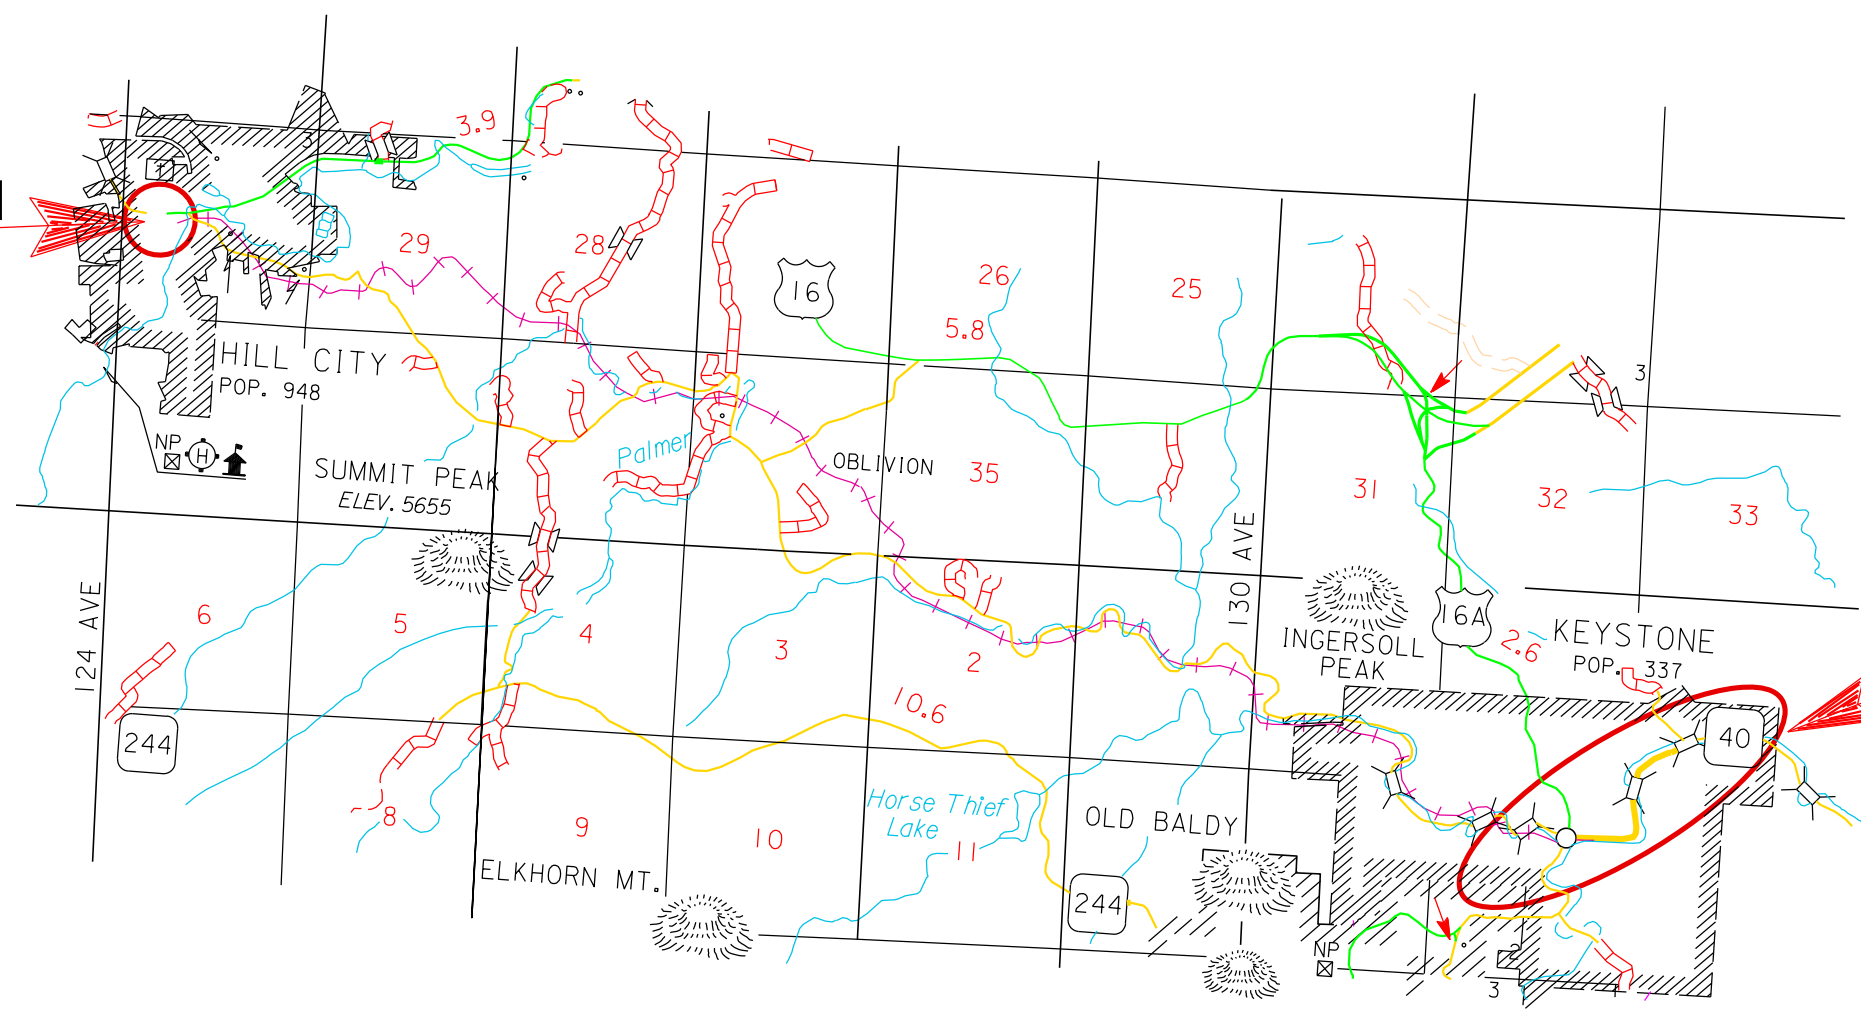 3
3.9
29
28
16
26
25
5.8
3
HILL CITY
POP. 948
NP
H
SUMMIT PEAK
ELEV. 5655
Palmer
OBLIVION
35
31
32
33
124 AVE
6
5
4
3
2
130 AVE
INGERSOLL
PEAK
16A
2.6
KEYSTONE
POP. 337
244
10.6
40
8
9
10
11
Horse Thief
Lake
OLD BALDY
ELKHORN MT.
244
NP
2
3